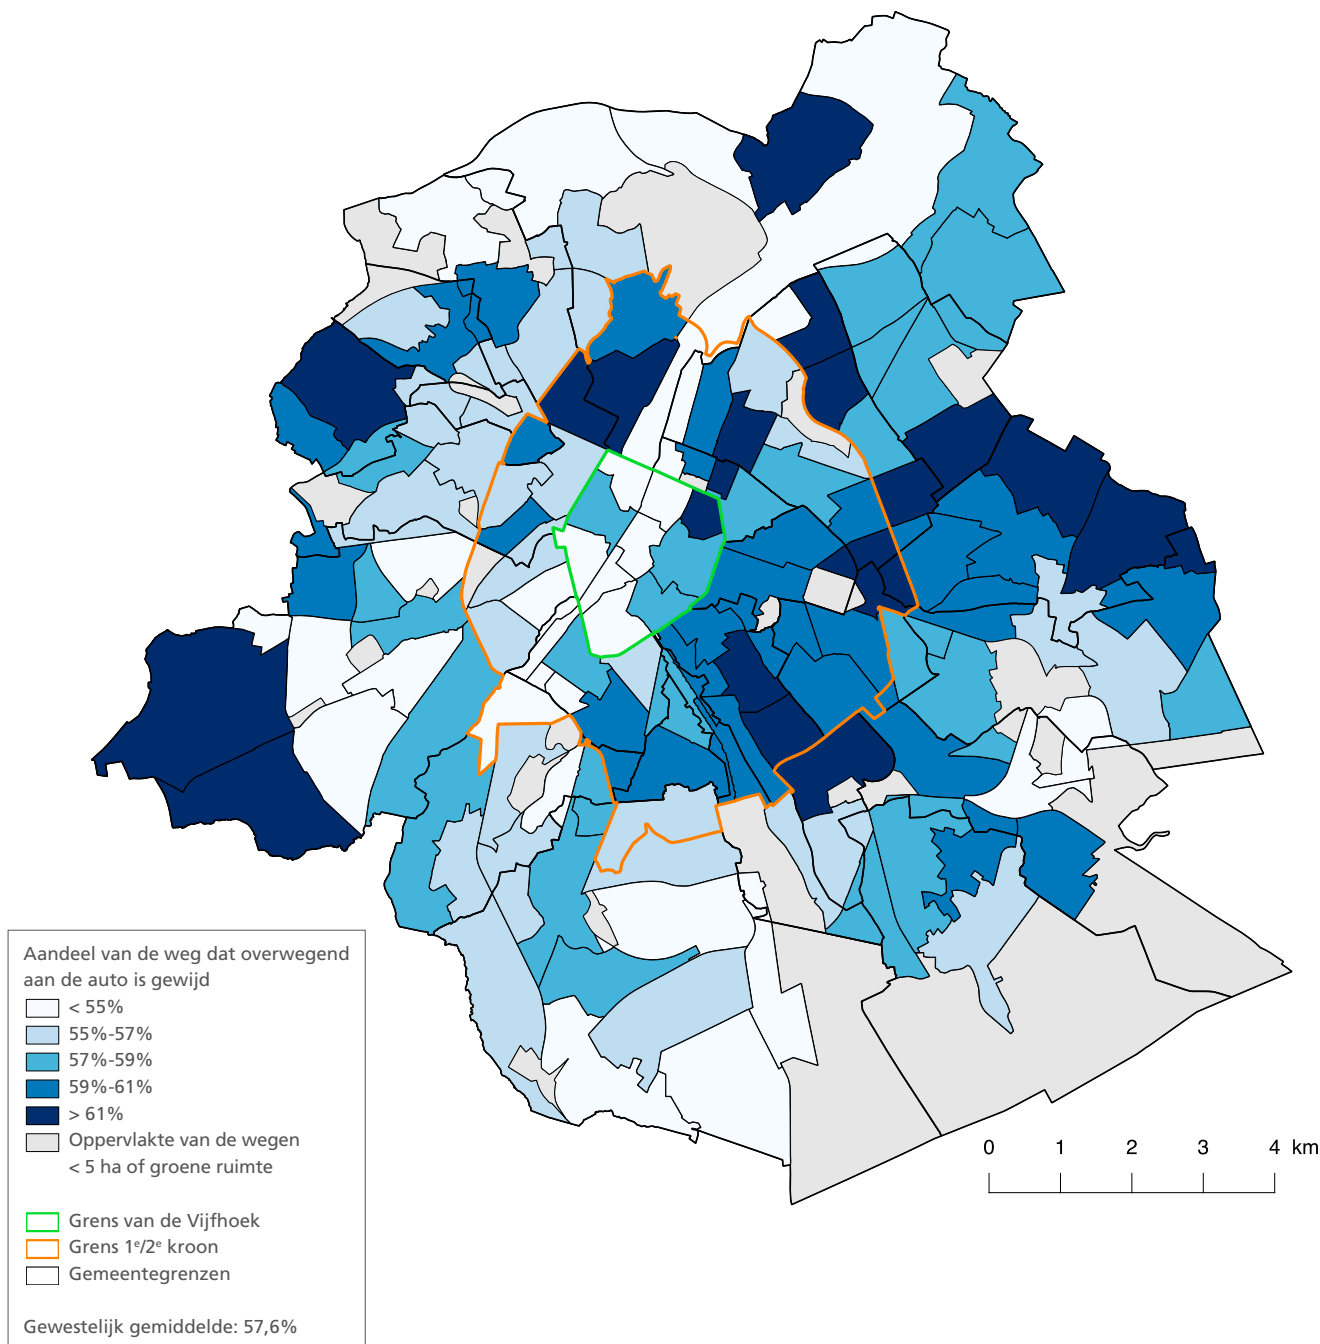 Aandeel van de weg dat overwegend
aan de auto is gewijd
< 55%
55%-57%
57%-59%
59%-61%
> 61%
Oppervlakte van de wegen
< 5 ha of groene ruimte
Grens van de Vijfhoek
Grens 1ᵉ/2ᵉ kroon
Gemeentegrenzen
Gewestelijk gemiddelde: 57,6%
0 1 2 3 4 km